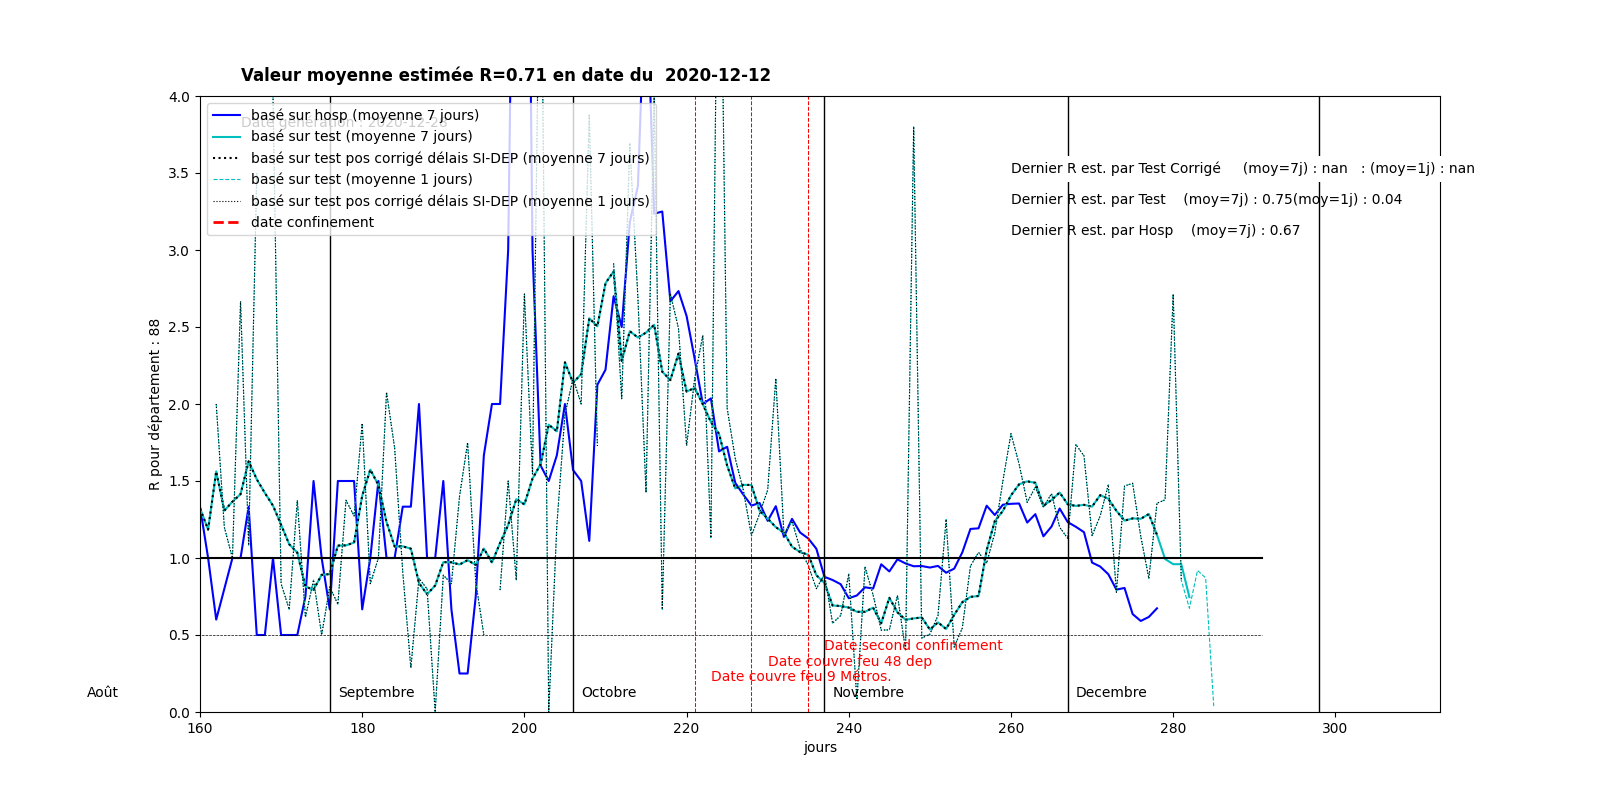 Valeur moyenne estimée R=0.71 en date du  2020-12-12
Date génération : 2020-12-28
basé sur hosp (moyenne 7 jours)
basé sur test (moyenne 7 jours)
basé sur test pos corrigé délais SI-DEP (moyenne 7 jours)
basé sur test (moyenne 1 jours)
basé sur test pos corrigé délais SI-DEP (moyenne 1 jours)
date confinement
Dernier R est. par Test Corrigé     (moy=7j) : nan   : (moy=1j) : nan
Dernier R est. par Test    (moy=7j) : 0.75(moy=1j) : 0.04
Dernier R est. par Hosp    (moy=7j) : 0.67
4.0
3.5
3.0
2.5
2.0
1.5
1.0
0.5
0.0
R pour département : 88
Date second confinement
Date couvre feu 48 dep
Date couvre feu 9 Métros.
Août
Septembre
Octobre
Novembre
Decembre
160 180 200 220 240 260 280 300
jours